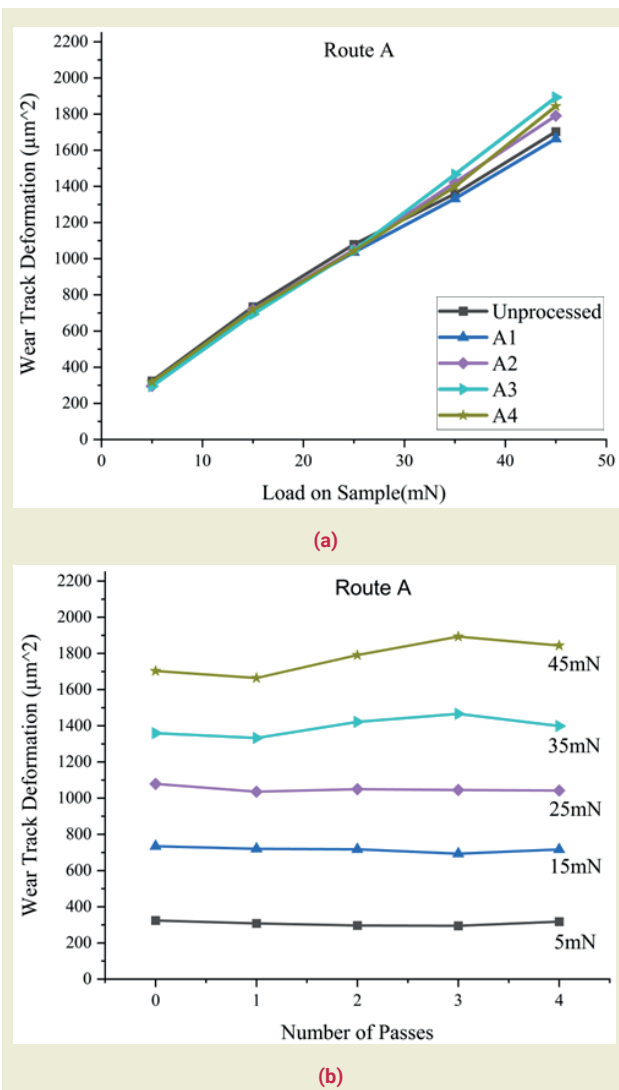 Route A
2200
2000
1800
1600
1400
1200
1000
800
600
400
200
0
Wear Track Deformation (µm^2)
Unprocessed
A1
A2
A3
A4
0 10 20 30 40 50
Load on Sample(mN)
(a)
Route A
2200
2000
1800
1600
1400
1200
1000
800
600
400
200
0
Wear Track Deformation (µm^2)
45mN
35mN
25mN
15mN
5mN
0 1 2 3 4
Number of Passes
(b)